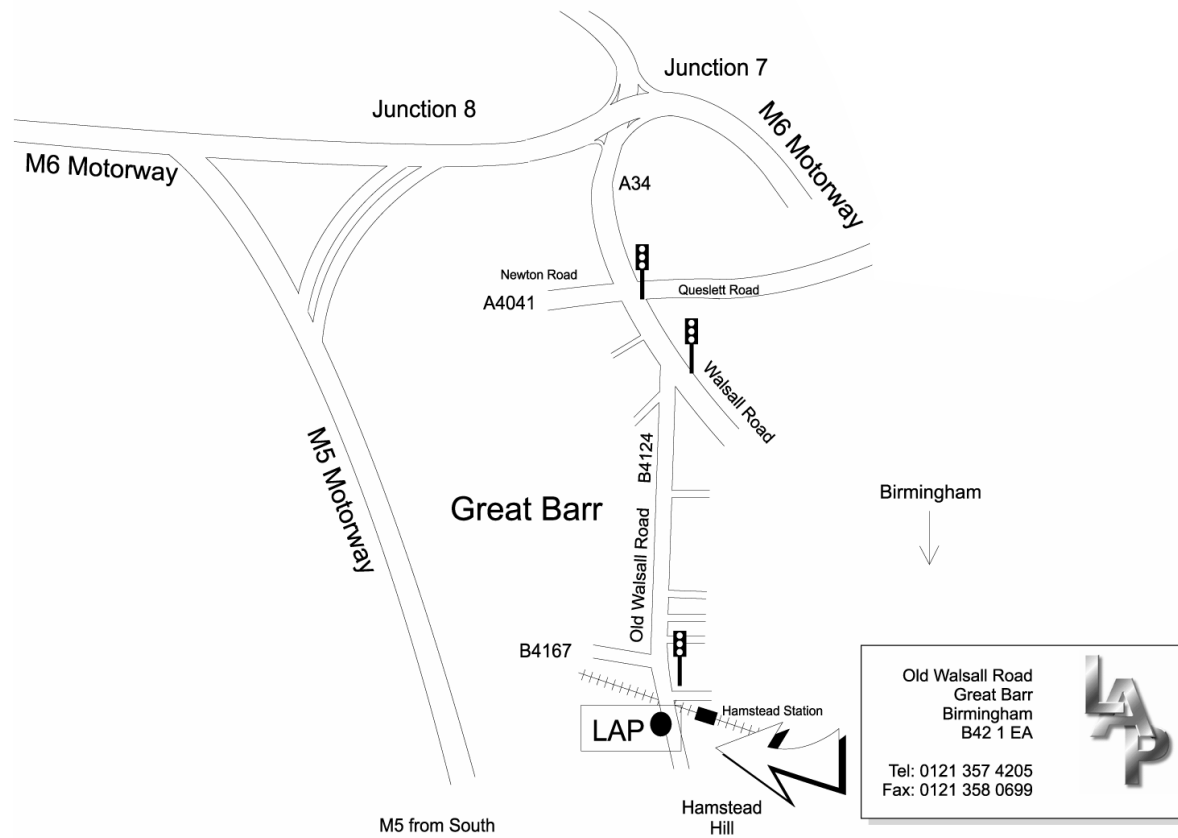 Junction 7
Junction 8
M6 Motorway
M6 Motorway
A34
Newton Road
A4041
Queslett Road
Walsall Road
B4124
M5 Motorway
Great Barr
Birmingham
Old Walsall Road
B4167
Hamstead Station
LAP
Hamstead
Hill
M5 from South
Old Walsall Road
Great Barr
Birmingham
B42 1 EA
Tel: 0121 357 4205
Fax: 0121 358 0699
LAP